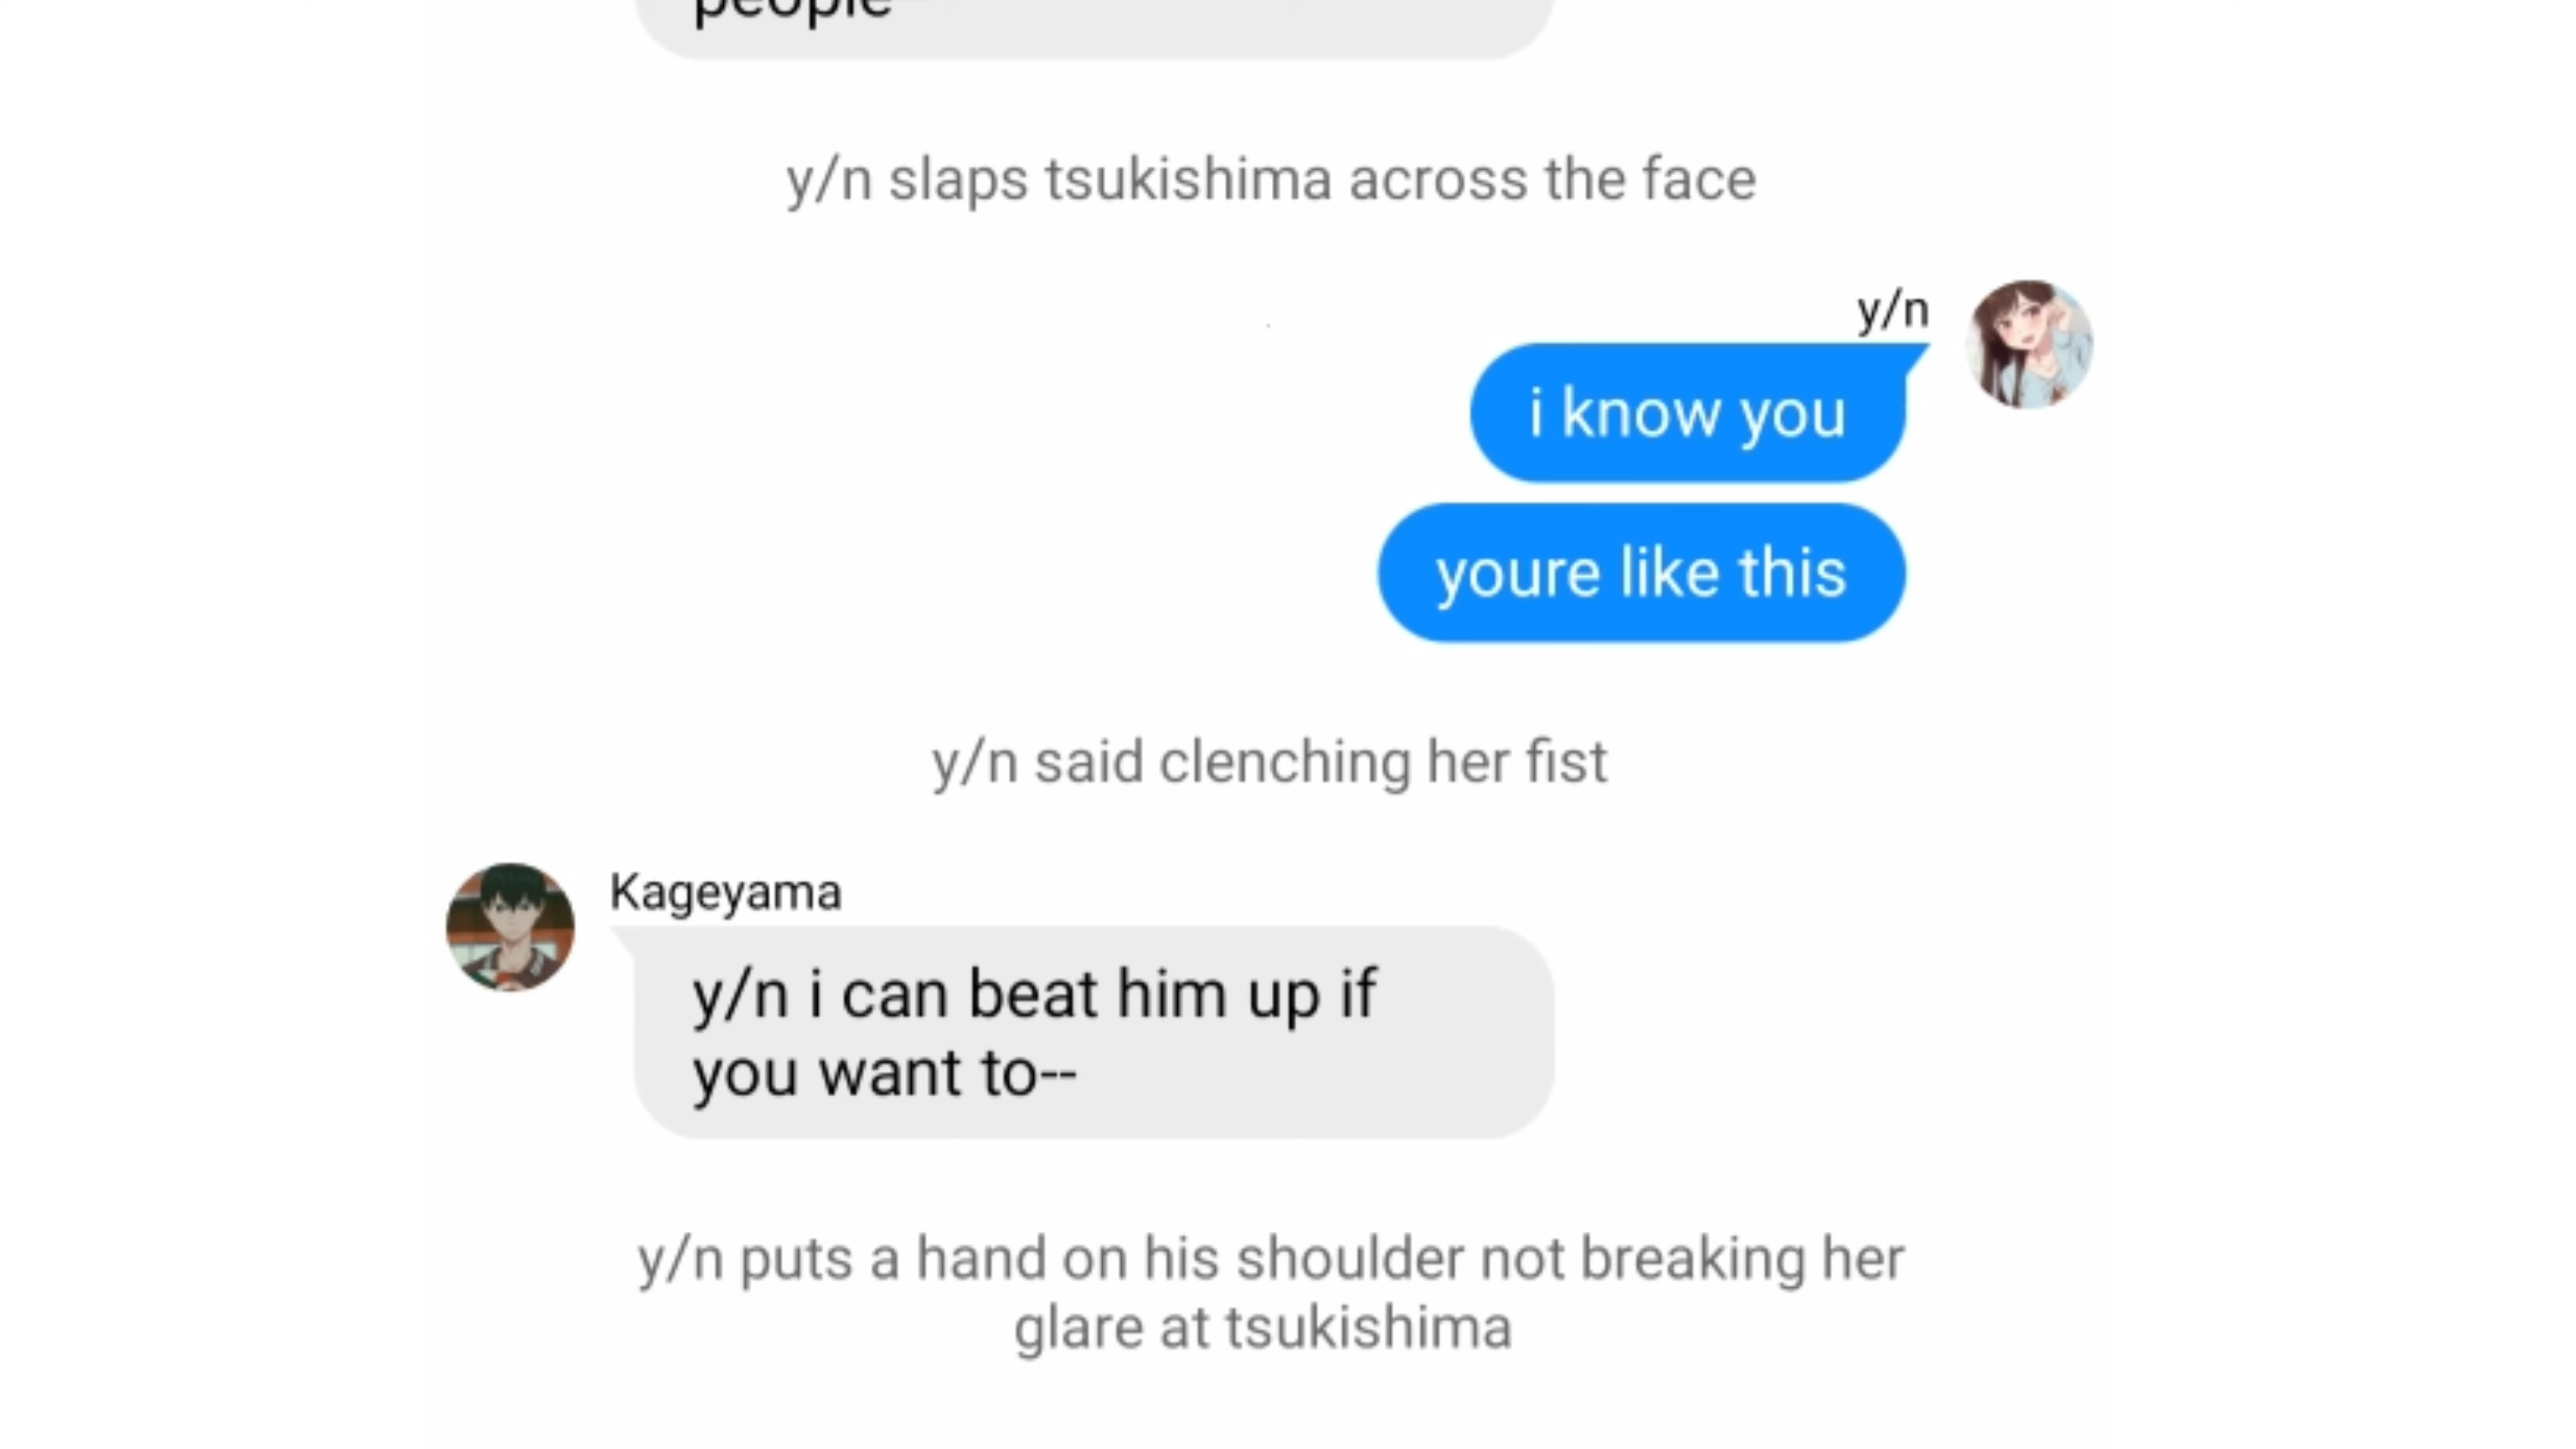 people--
y/n slaps tsukishima across the face
y/n
i know you
youre like this
y/n said clenching her fist
Kageyama
y/n i can beat him up if
you want to--
y/n puts a hand on his shoulder not breaking her
glare at tsukishima